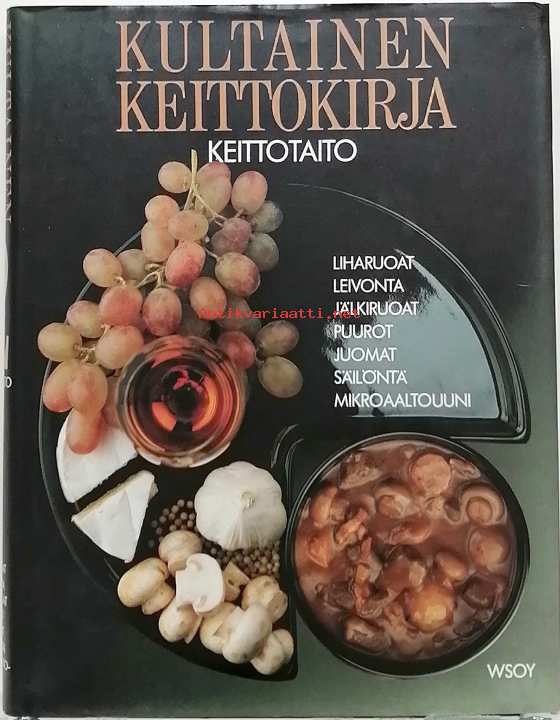 KULTAINEN
KEITTOKIRJA
KEITTOTAITO
LIHARUOAT
LEIVONTA
JÄLKIRUOAT
Antikvariaatti.net
PUUROT
JUOMAT
SÄILÖNTÄ
MIKROAALTOUUNI
WSOY